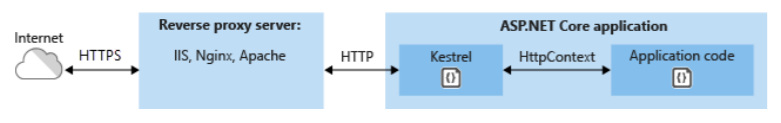 Internet
HTTPS
Reverse proxy server:
IIS, Nginx, Apache
HTTP
ASP.NET Core application
Kestrel
{}
HttpContext
Application code
{}